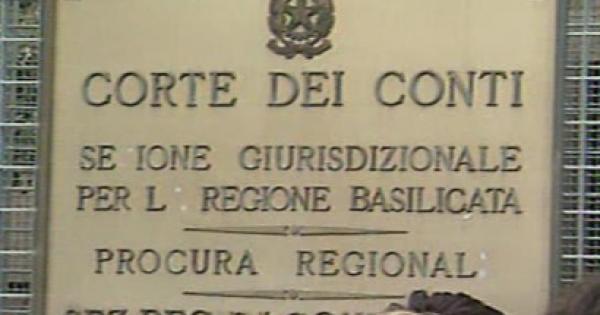 CORTE DEI CONTI
SE IONE GIURISDIZIONALE
PER L REGIONE BASILICATA
PROCURA REGIONAL